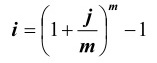 i = (1 + j/m)^m − 1